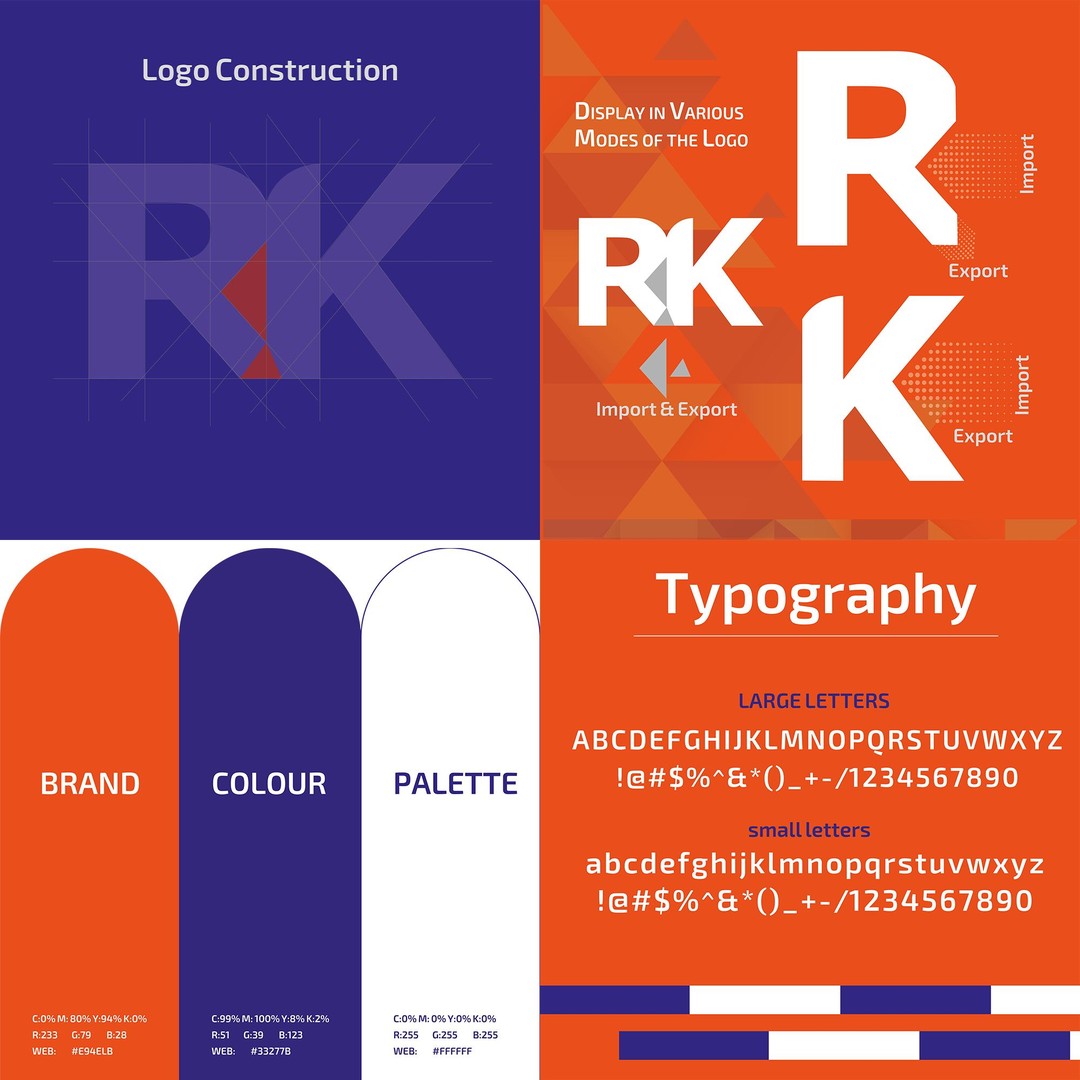 Logo Construction
RK
DISPLAY IN VARIOUS
MODES OF THE LOGO
RK
Import & Export
R
Import
Export
K
Import
Export
BRAND
C:0% M: 80% Y:94% K:0%
R:233 G:79 B:28
WEB: #E94ELB
COLOUR
C:99% M: 100% Y:8% K:2%
R:51 G:39 B:123
WEB: #33277B
PALETTE
C:0% M: 0% Y:0% K:0%
R:255 G:255 B:255
WEB: #FFFFFF
Typography
LARGE LETTERS
ABCDEFGHIJKLMNOPQRSTUVWXYZ
!@#$%^&*()_+-/1234567890
small letters
abcdefghijklmnopqrstuvwxyz
!@#$%^&*()_+-/1234567890